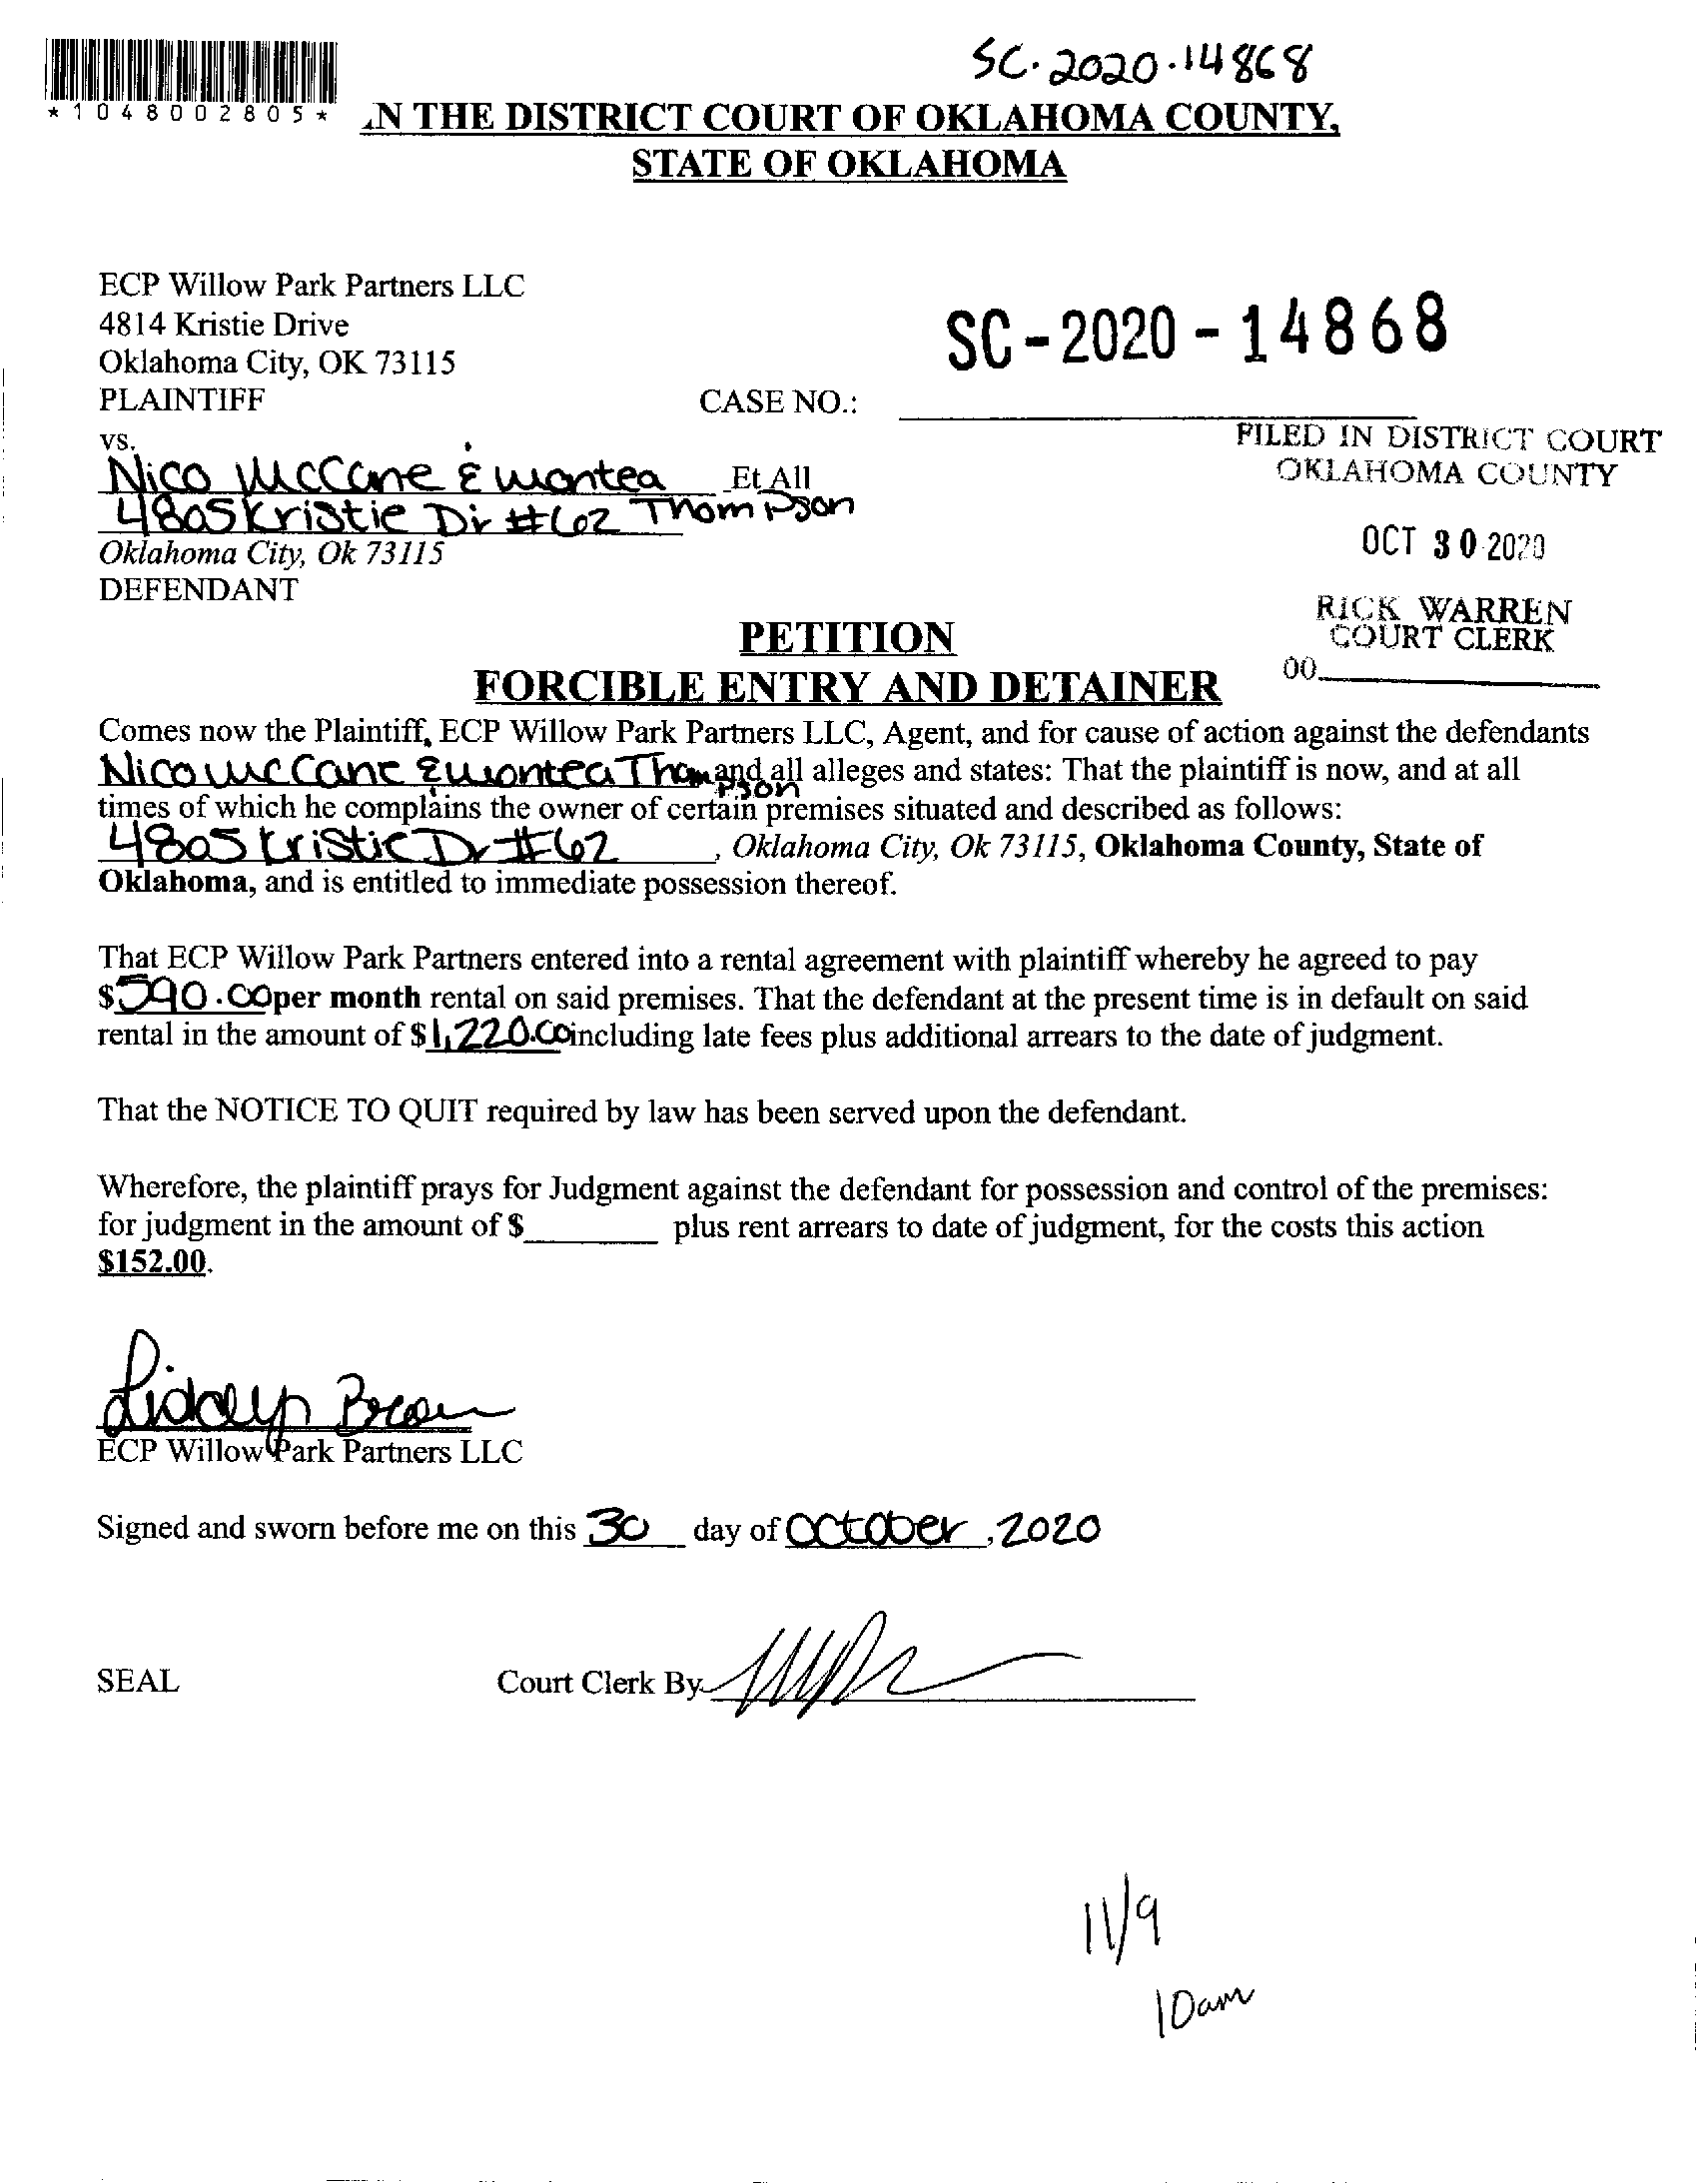 SC-2020-14868
*1048002805*
IN THE DISTRICT COURT OF OKLAHOMA COUNTY,
STATE OF OKLAHOMA
ECP Willow Park Partners LLC
4814 Kristie Drive
Oklahoma City, OK 73115
PLAINTIFF
CASE NO.: SC-2020-14868
vs.
FILED IN DISTRICT COURT
OKLAHOMA COUNTY
Nico McCane & Montea Et All
4805 Kristie Dr #62 Thompson
Oklahoma City, Ok 73115
DEFENDANT
OCT 30 2020
RICK WARREN
COURT CLERK
00
PETITION
FORCIBLE ENTRY AND DETAINER
Comes now the Plaintiff, ECP Willow Park Partners LLC, Agent, and for cause of action against the defendants
Nico McCane & Montea Thompson and all alleges and states: That the plaintiff is now, and at all
times of which he complains the owner of certain premises situated and described as follows:
4805 Kristie Dr #62, Oklahoma City, Ok 73115, Oklahoma County, State of
Oklahoma, and is entitled to immediate possession thereof.
That ECP Willow Park Partners entered into a rental agreement with plaintiff whereby he agreed to pay
$590.00 per month rental on said premises. That the defendant at the present time is in default on said
rental in the amount of $1,220.00 including late fees plus additional arrears to the date of judgment.
That the NOTICE TO QUIT required by law has been served upon the defendant.
Wherefore, the plaintiff prays for Judgment against the defendant for possession and control of the premises:
for judgment in the amount of $ plus rent arrears to date of judgment, for the costs this action
$152.00.
ECP Willow Park Partners LLC
Signed and sworn before me on this 30 day of October, 2020
SEAL
Court Clerk By
11/9
10am